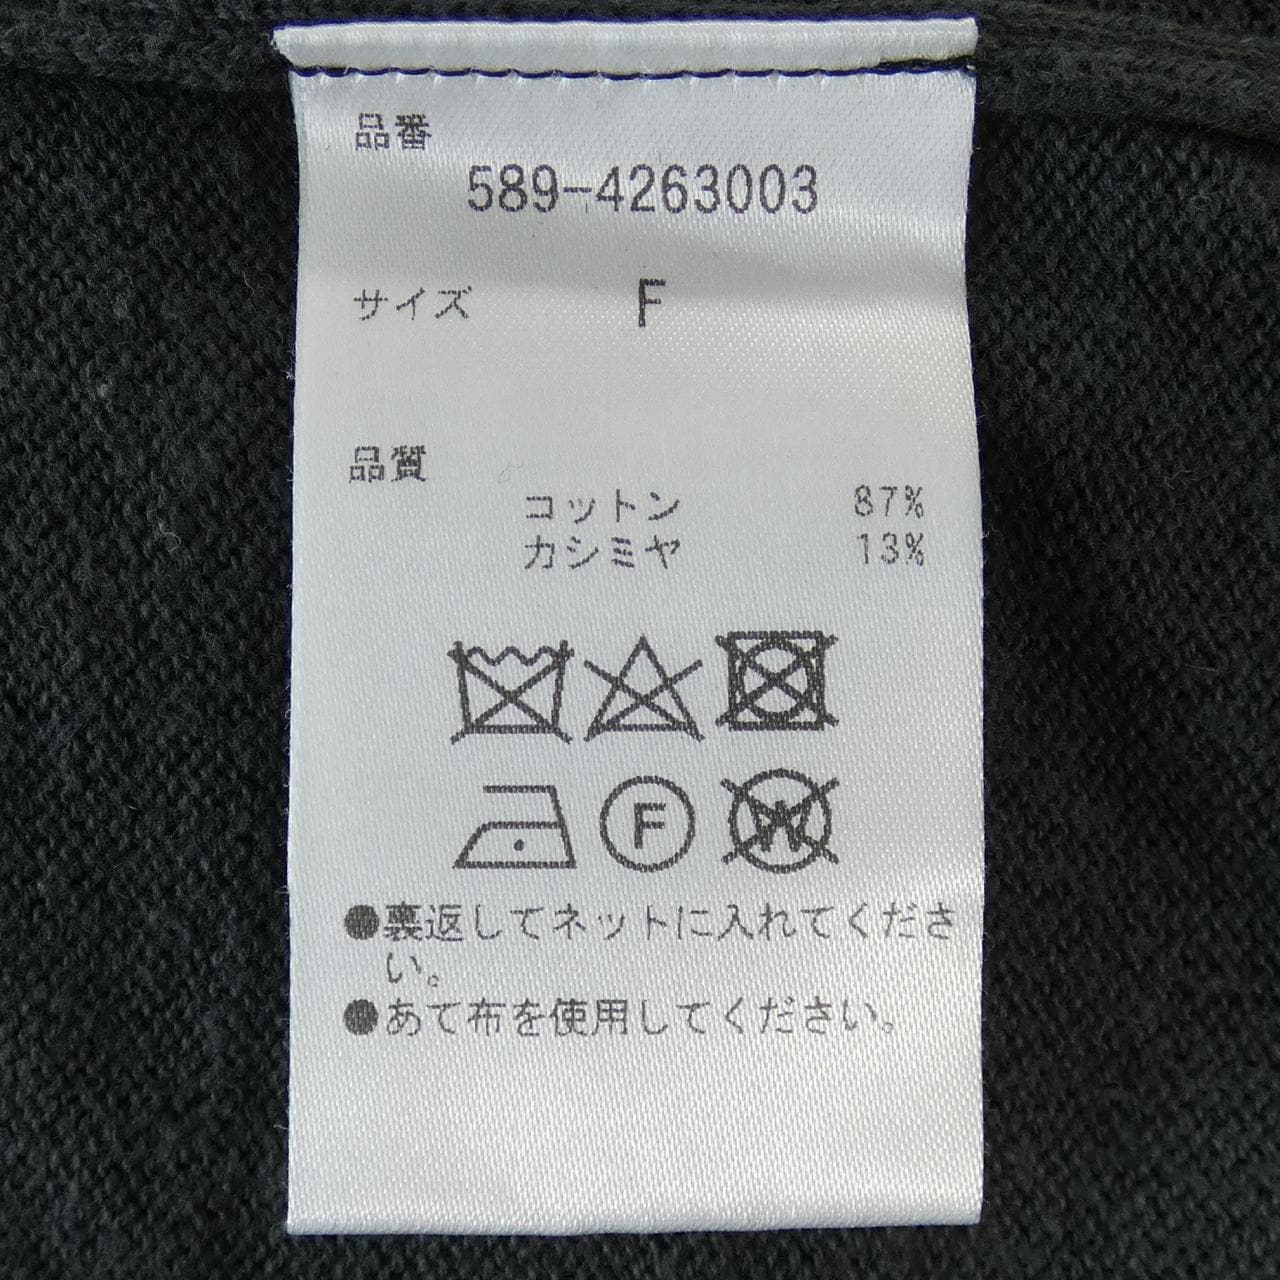 品番
589-4263003
サイズ F
品質
コットン 87%
カシミヤ 13%
F
W
●裏返してネットに入れてくださ
い。
●あて布を使用してください。